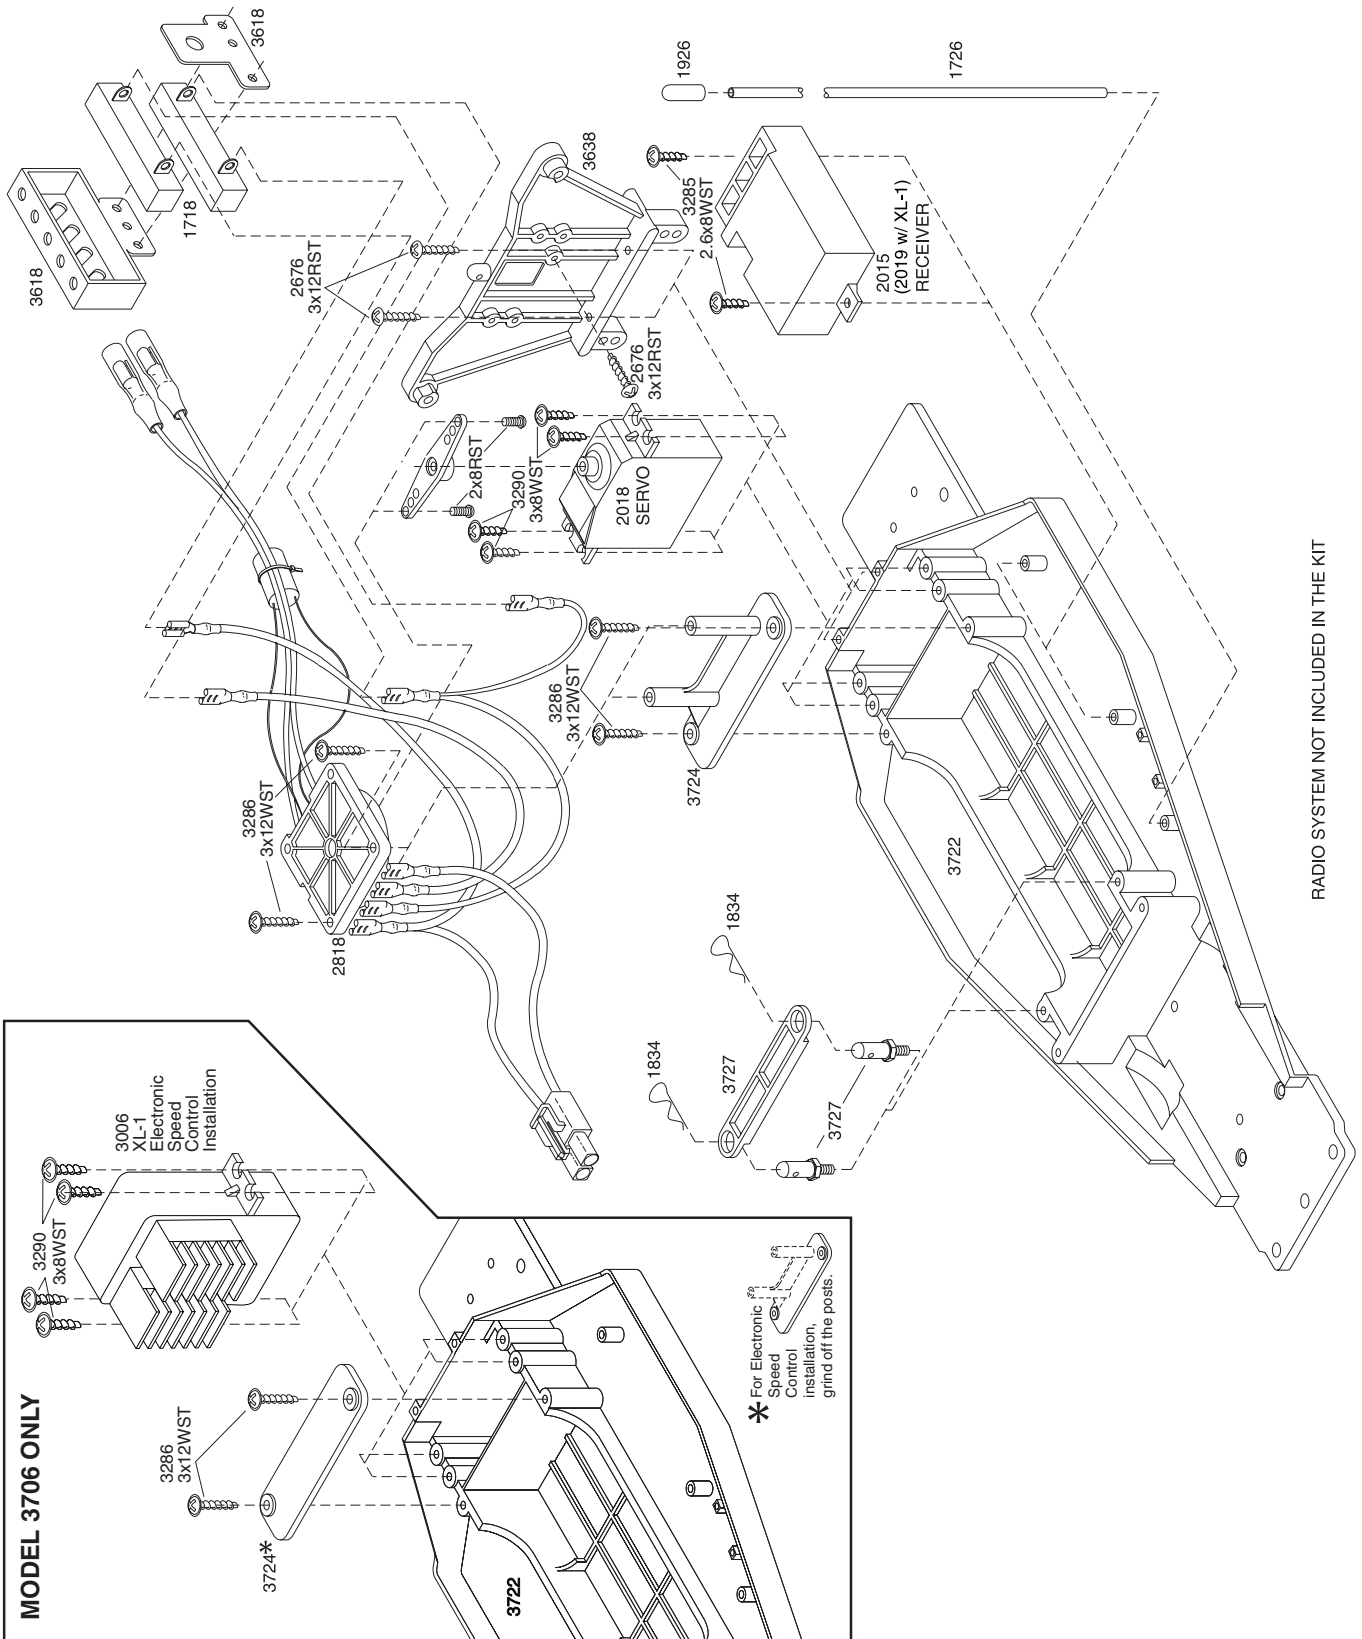 MODEL 3706 ONLY
3290
3x8WST
3006
XL-1
Electronic
Speed
Control
Installation
3286
3x12WST
3724*
3722
* For Electronic
Speed
Control
installation,
grind off the posts.
3618
1718
3618
2676
3x12RST
3638
2676
3x12RST
1926
1726
3285
2.6x8WST
2015
(2019 w/ XL-1)
RECEIVER
2x8RST
3290
3x8WST
2018
SERVO
3286
3x12WST
3724
3286
3x12WST
2818
1834
1834
3727
3727
3722
RADIO SYSTEM NOT INCLUDED IN THE KIT